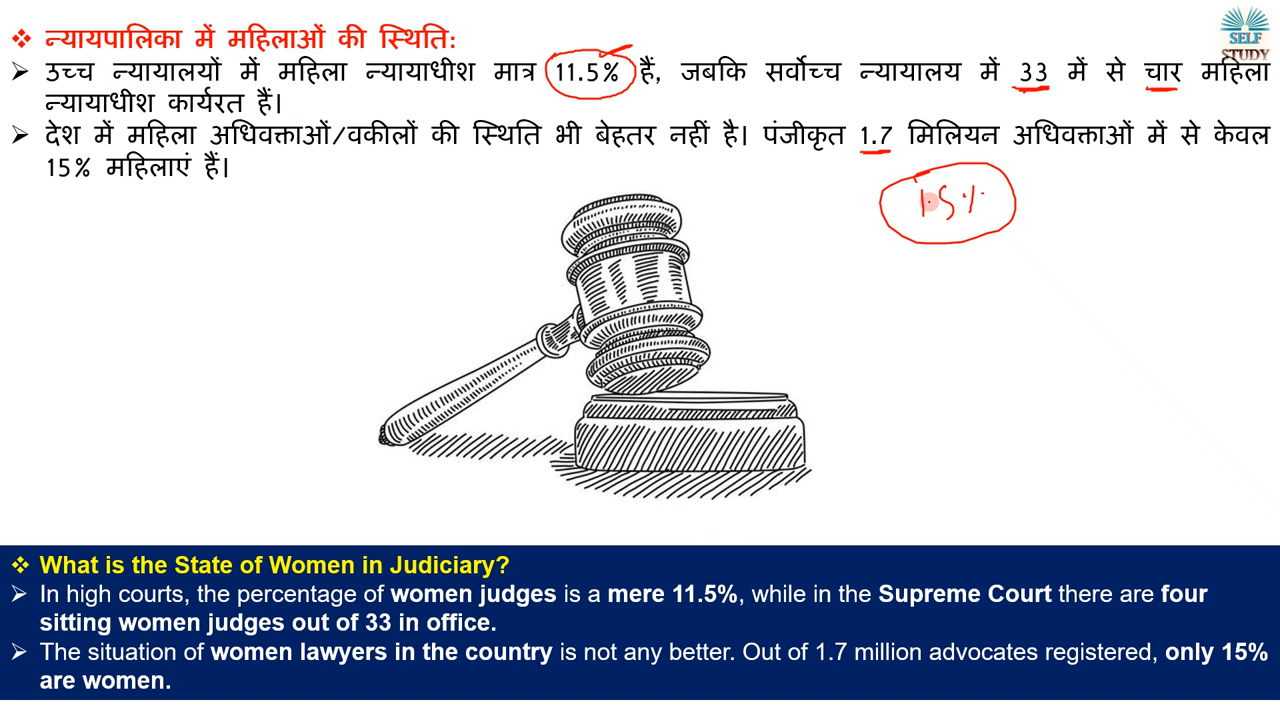 SELF
STUDY
❖ न्यायपालिका में महिलाओं की स्थिति:
➢ उच्च न्यायालयों में महिला न्यायाधीश मात्र 11.5% हैं, जबकि सर्वोच्च न्यायालय में 33 में से चार महिला
न्यायाधीश कार्यरत हैं।
➢ देश में महिला अधिवक्ताओं/वकीलों की स्थिति भी बेहतर नहीं है। पंजीकृत 1.7 मिलियन अधिवक्ताओं में से केवल
15% महिलाएं हैं।
15%
❖ What is the State of Women in Judiciary?
➢ In high courts, the percentage of women judges is a mere 11.5%, while in the Supreme Court there are four
sitting women judges out of 33 in office.
➢ The situation of women lawyers in the country is not any better. Out of 1.7 million advocates registered, only 15%
are women.